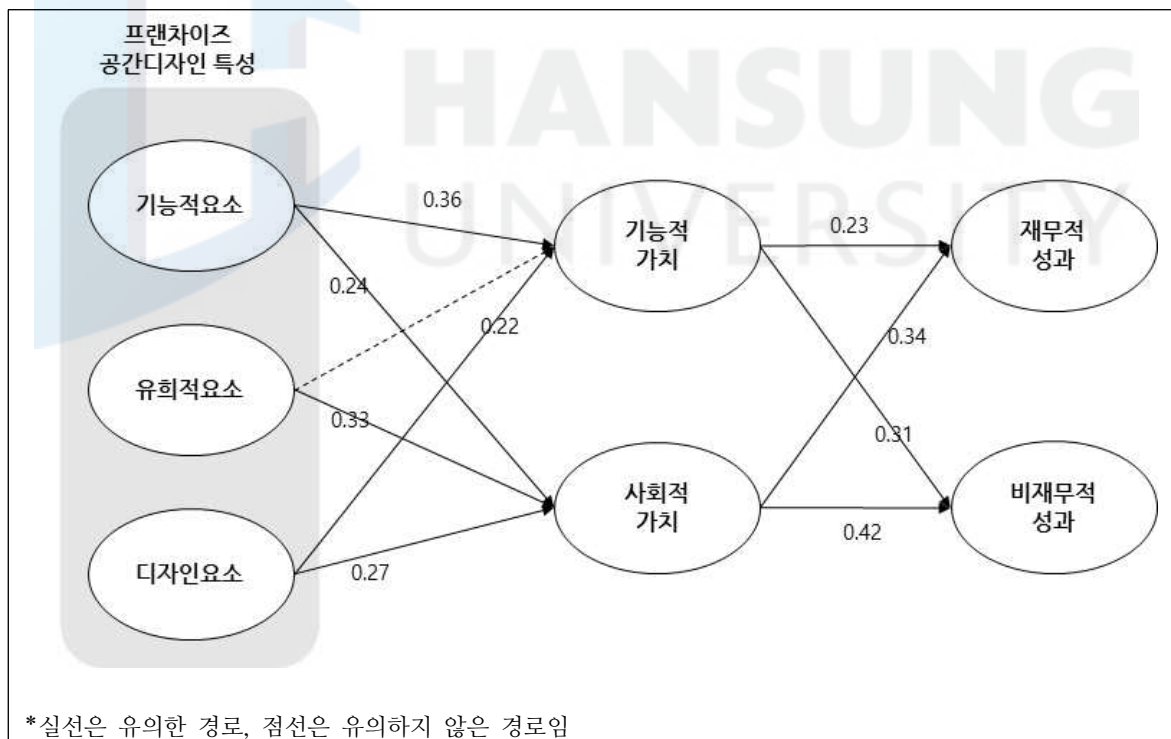 HANSUNG
UNIVERSITY
프랜차이즈
공간디자인 특성
기능적요소
유희적요소
디자인요소
0.36
0.24
0.22
0.33
0.27
기능적
가치
사회적
가치
0.23
0.34
0.31
0.42
재무적
성과
비재무적
성과
*실선은 유의한 경로, 점선은 유의하지 않은 경로임